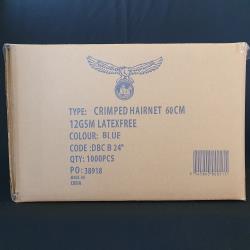 TYPE: CRIMPED HAIRNET 60CM
12GSM LATEXFREE
COLOUR: BLUE
CODE :DBC B 24"
QTY: 1000PCS
PO: 38918
MADE IN
CHINA